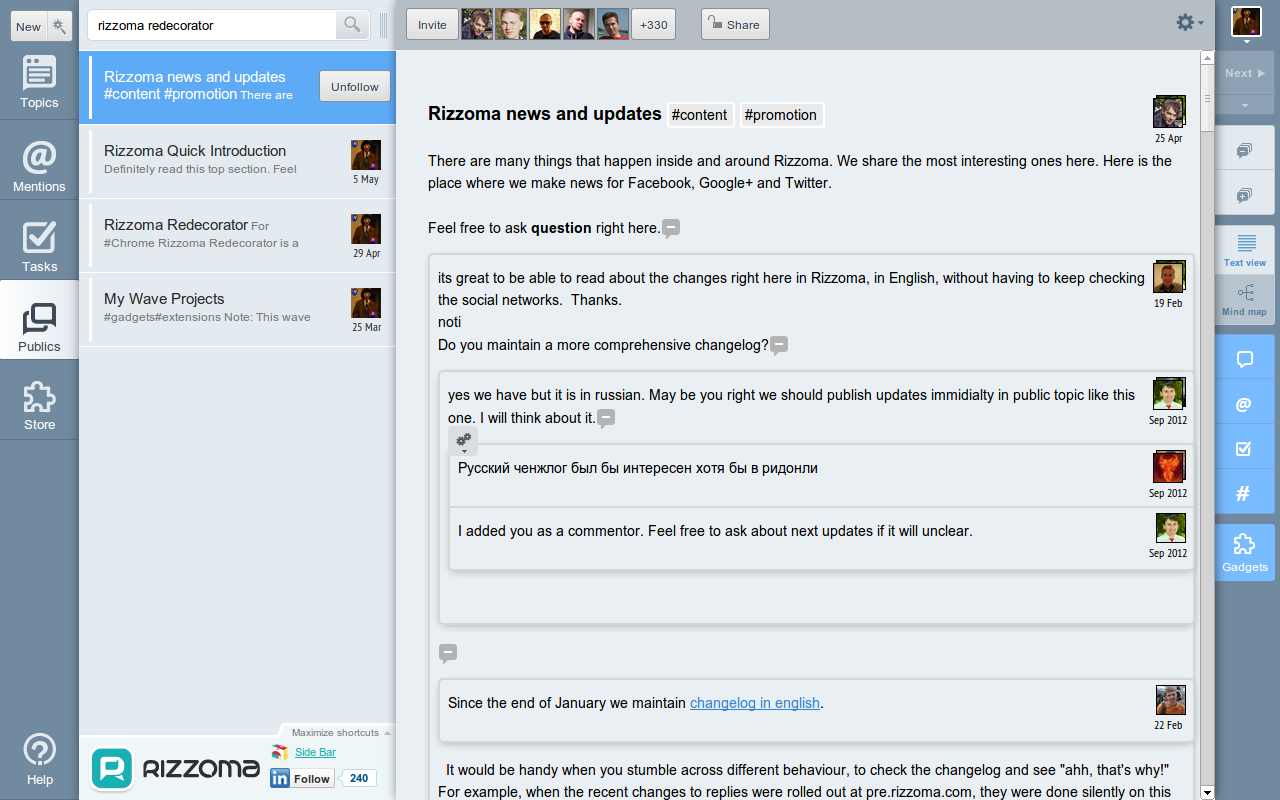 New
Topics
Mentions
Tasks
Publics
Store
Help
rizzoma redecorator
Rizzoma news and updates
#content #promotion There are
Unfollow
Rizzoma Quick Introduction
Definitely read this top section. Feel
5 May
Rizzoma Redecorator For
#Chrome Rizzoma Redecorator is a
29 Apr
My Wave Projects
#gadgets#extensions Note: This wave
25 Mar
Maximize shortcuts
RIZZOMA
Side Bar
in Follow 240
Invite
+330
Share
Rizzoma news and updates #content #promotion
25 Apr
There are many things that happen inside and around Rizzoma. We share the most interesting ones here. Here is the
place where we make news for Facebook, Google+ and Twitter.
Feel free to ask question right here.
its great to be able to read about the changes right here in Rizzoma, in English, without having to keep checking
the social networks.  Thanks.
19 Feb
noti
Do you maintain a more comprehensive changelog?
yes we have but it is in russian. May be you right we should publish updates immidialty in public topic like this
one. I will think about it.
Sep 2012
Русский ченжлог был бы интересен хотя бы в ридонли
Sep 2012
I added you as a commentor. Feel free to ask about next updates if it will unclear.
Sep 2012
Since the end of January we maintain changelog in english.
22 Feb
It would be handy when you stumble across different behaviour, to check the changelog and see "ahh, that's why!"
For example, when the recent changes to replies were rolled out at pre.rizzoma.com, they were done silently on this
Next
Text view
Mind map
@
#
Gadgets